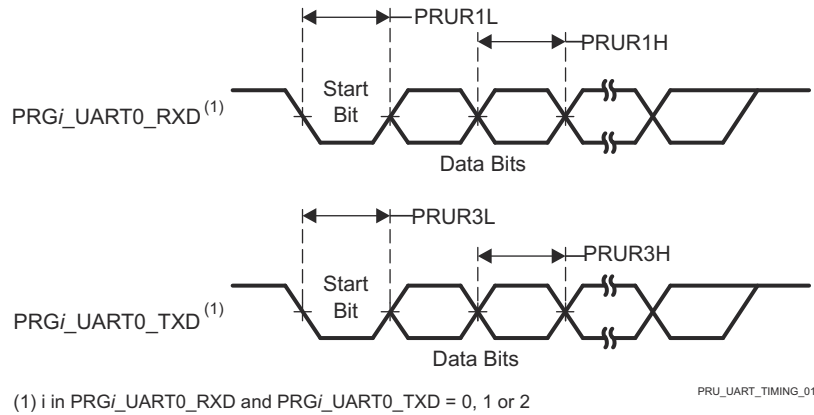 PRUR1L
PRUR1H
PRGi_UART0_RXD (1)
Start
Bit
Data Bits
PRUR3L
PRUR3H
PRGi_UART0_TXD (1)
Start
Bit
Data Bits
(1) i in PRGi_UART0_RXD and PRGi_UART0_TXD = 0, 1 or 2
PRU_UART_TIMING_01